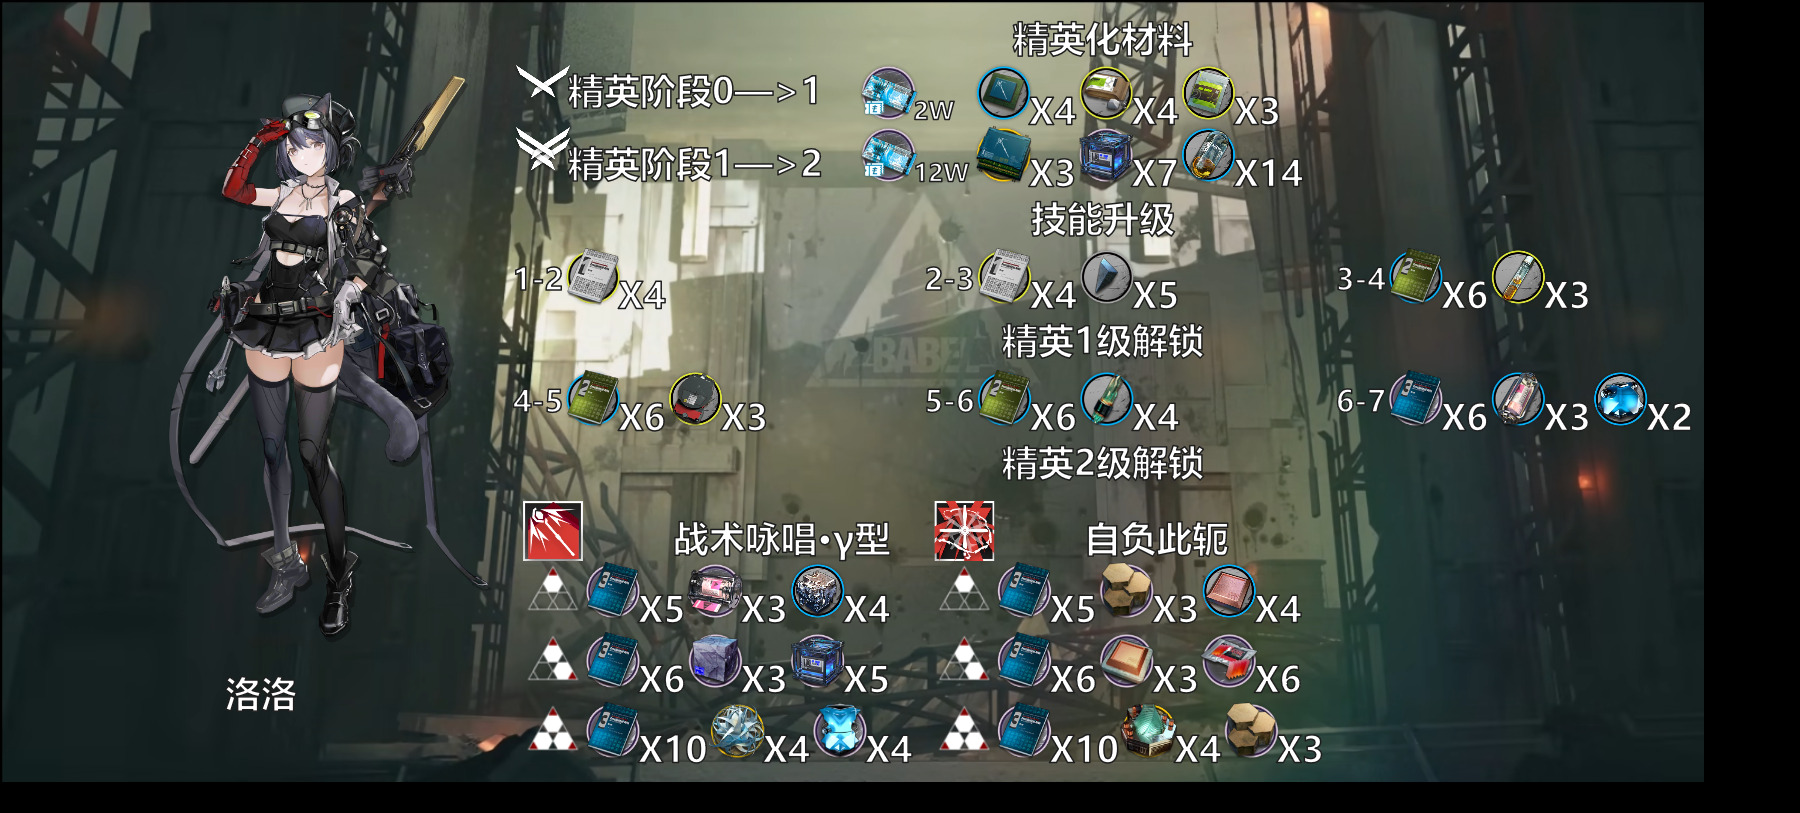 精英化材料
精英阶段0—>1 2W X4 X4 X3
精英阶段1—>2 12W X3 X7 X14
技能升级
1-2 X4 2-3 X4 X5 3-4 X6 X3
BABEL
精英1级解锁
4-5 X6 X3 5-6 X6 X4 6-7 X6 X3 X2
精英2级解锁
战术咏唱•γ型 自负此轭
X5 X3 X4 X5 X3 X4
X6 X3 X5 X6 X3 X6
洛洛
X10 X4 X4 X10 X4 X3